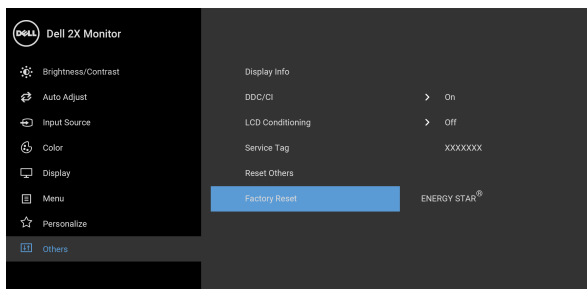 DELL Dell 2X Monitor
Brightness/Contrast
Auto Adjust
Input Source
Color
Display
Menu
Personalize
Others
Display Info
DDC/CI > On
LCD Conditioning > Off
Service Tag XXXXXXX
Reset Others
Factory Reset ENERGY STAR®